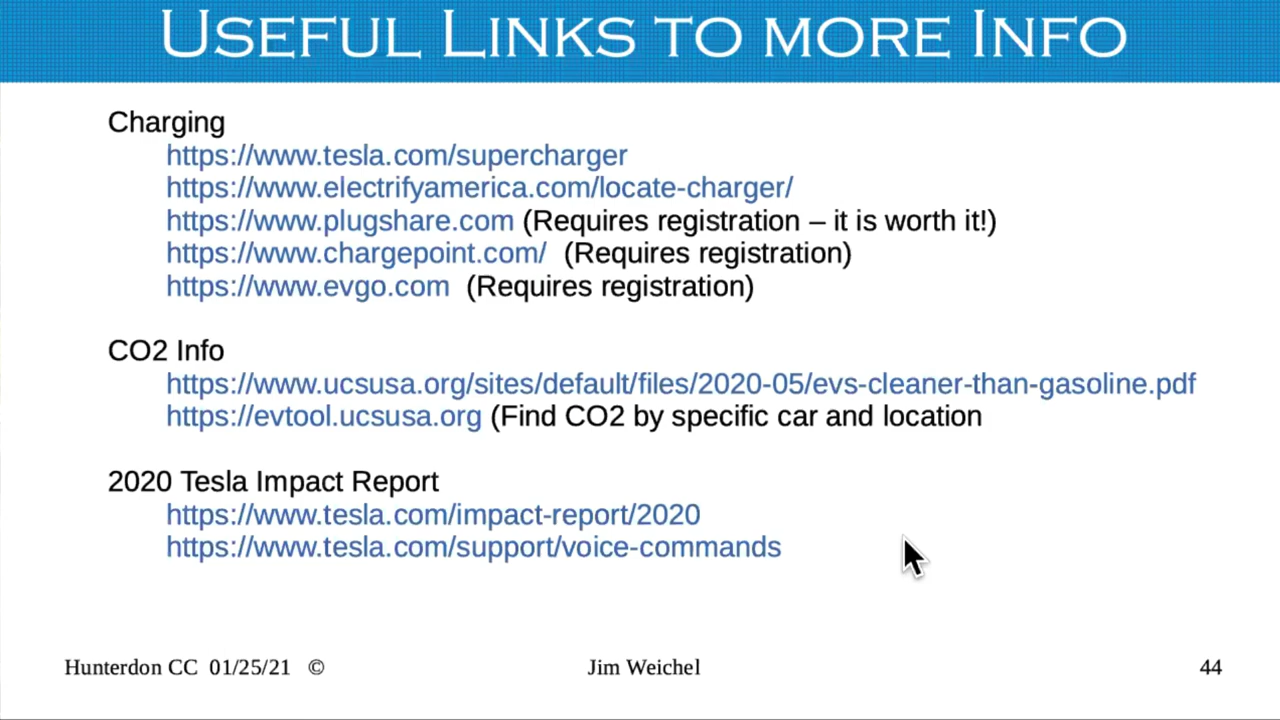 Useful Links to more Info
Charging
https://www.tesla.com/supercharger
https://www.electrifyamerica.com/locate-charger/
https://www.plugshare.com (Requires registration – it is worth it!)
https://www.chargepoint.com/ (Requires registration)
https://www.evgo.com (Requires registration)
CO2 Info
https://www.ucsusa.org/sites/default/files/2020-05/evs-cleaner-than-gasoline.pdf
https://evtool.ucsusa.org (Find CO2 by specific car and location
2020 Tesla Impact Report
https://www.tesla.com/impact-report/2020
https://www.tesla.com/support/voice-commands
Hunterdon CC 01/25/21 © Jim Weichel 44